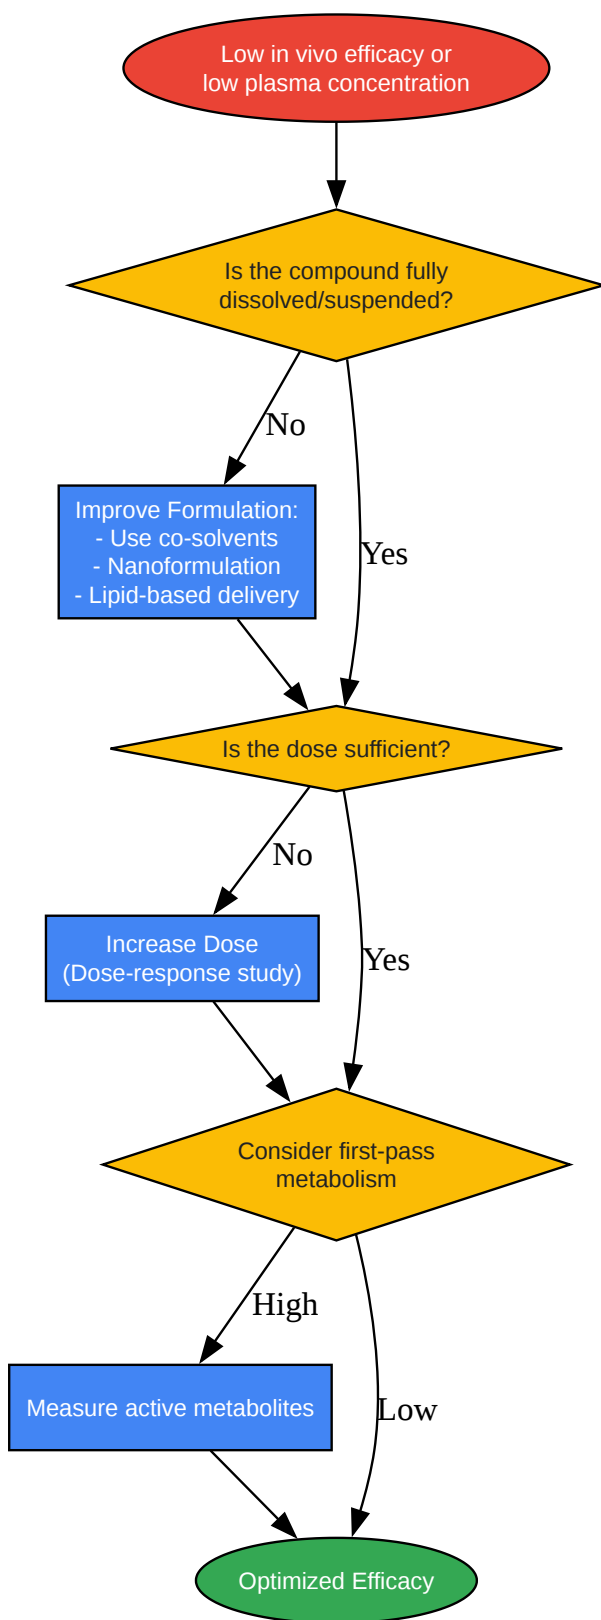 Low in vivo efficacy or
low plasma concentration
Is the compound fully
dissolved/suspended?
No
Improve Formulation:
- Use co-solvents
- Nanoformulation
- Lipid-based delivery
Yes
Is the dose sufficient?
No
Increase Dose
(Dose-response study)
Yes
Consider first-pass
metabolism
High
Measure active metabolites
Low
Optimized Efficacy